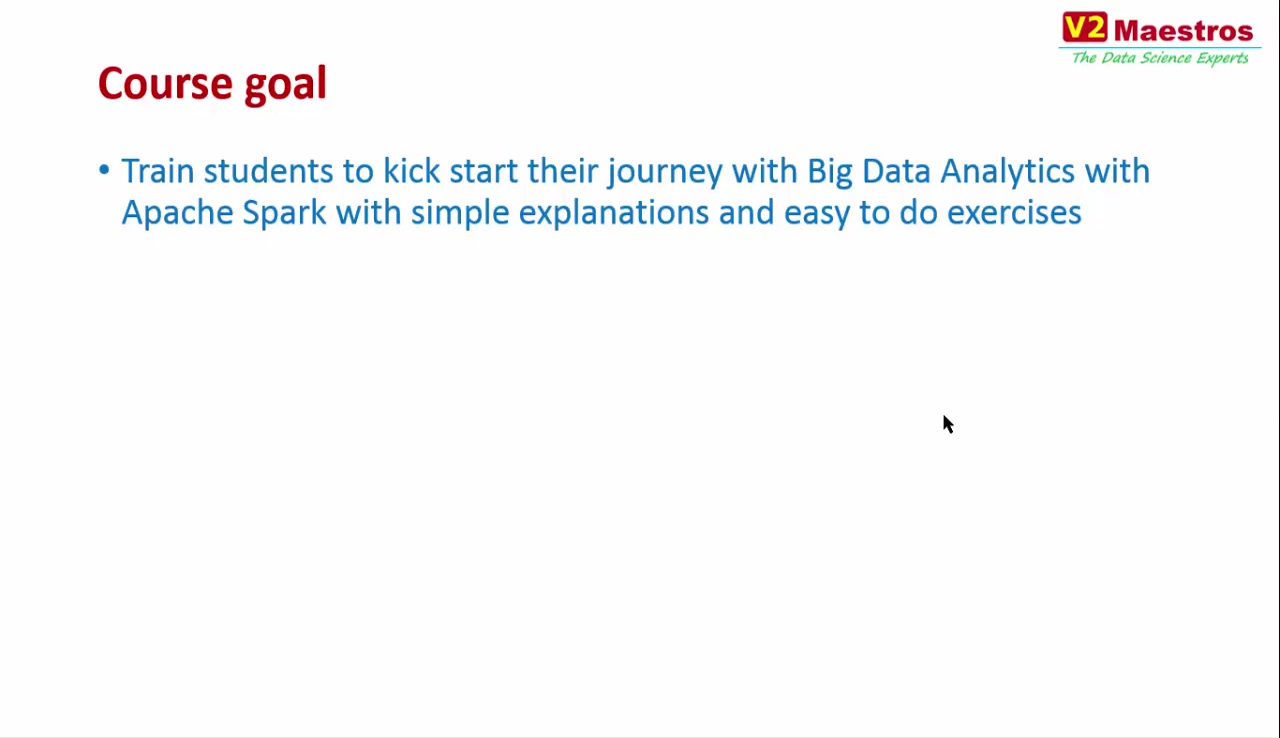 V2 Maestros
The Data Science Experts
Course goal
• Train students to kick start their journey with Big Data Analytics with
Apache Spark with simple explanations and easy to do exercises